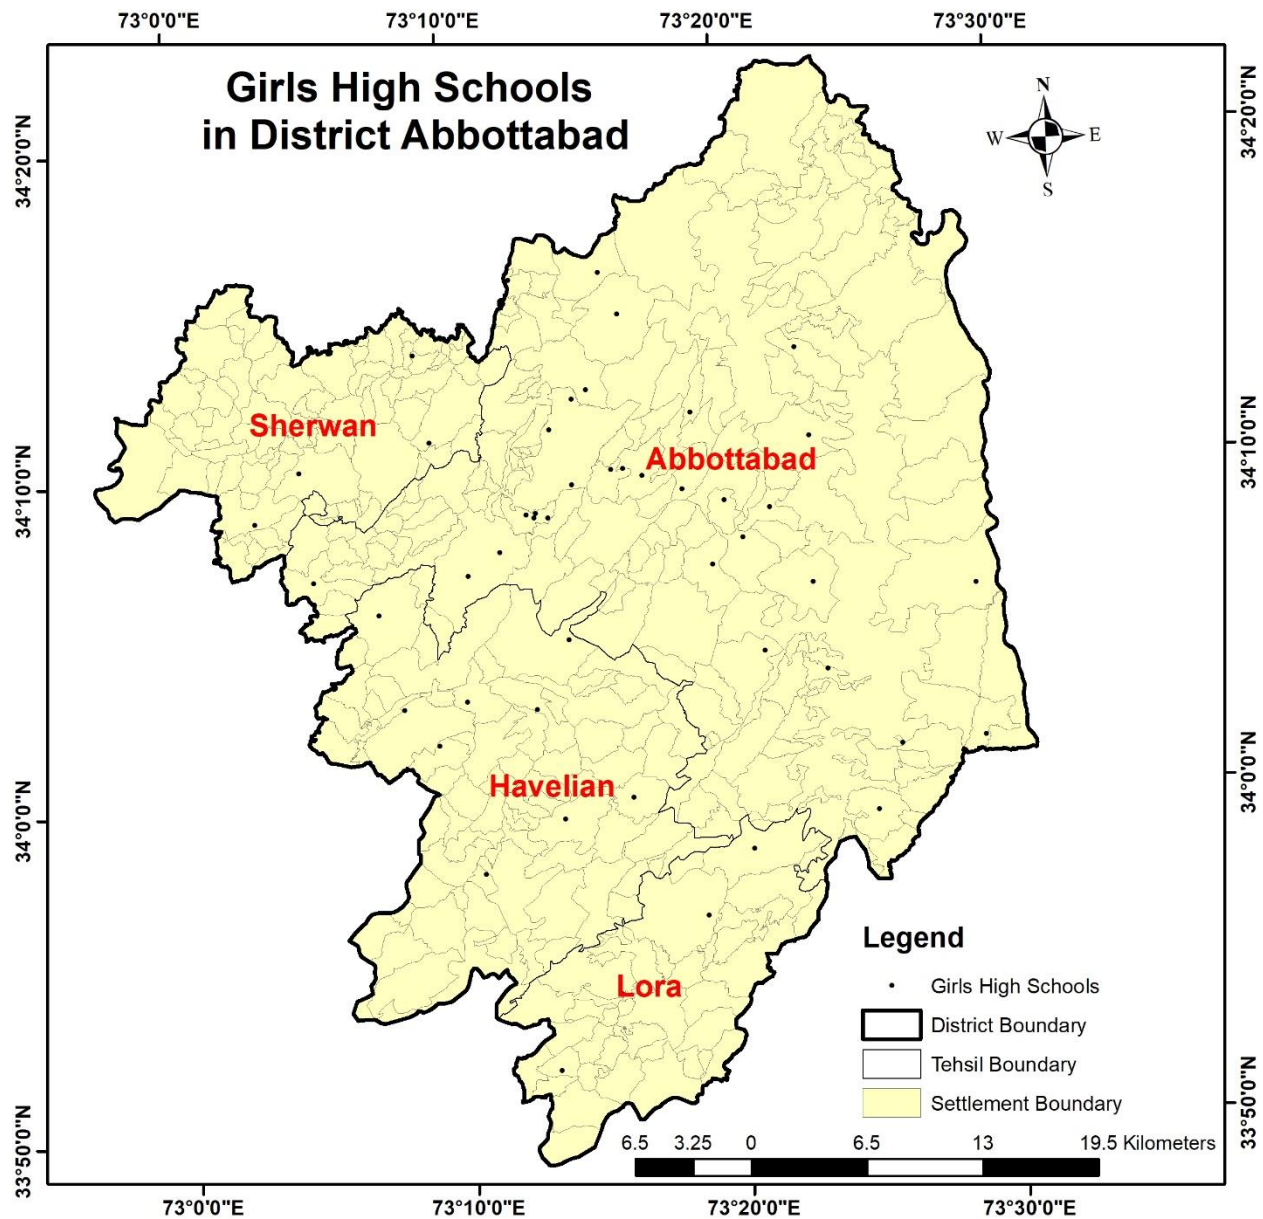 73°0'0"E 73°10'0"E 73°20'0"E 73°30'0"E
Girls High Schools
in District Abbottabad
N
W E
S
34°20'0"N
34°20'0"N
Sherwan
Abbottabad
34°10'0"N
34°10'0"N
Havelian
34°0'0"N
34°0'0"N
Lora
Legend
Girls High Schools
District Boundary
Tehsil Boundary
Settlement Boundary
33°50'0"N
33°50'0"N
6.5 3.25 0 6.5 13 19.5 Kilometers
73°0'0"E 73°10'0"E 73°20'0"E 73°30'0"E